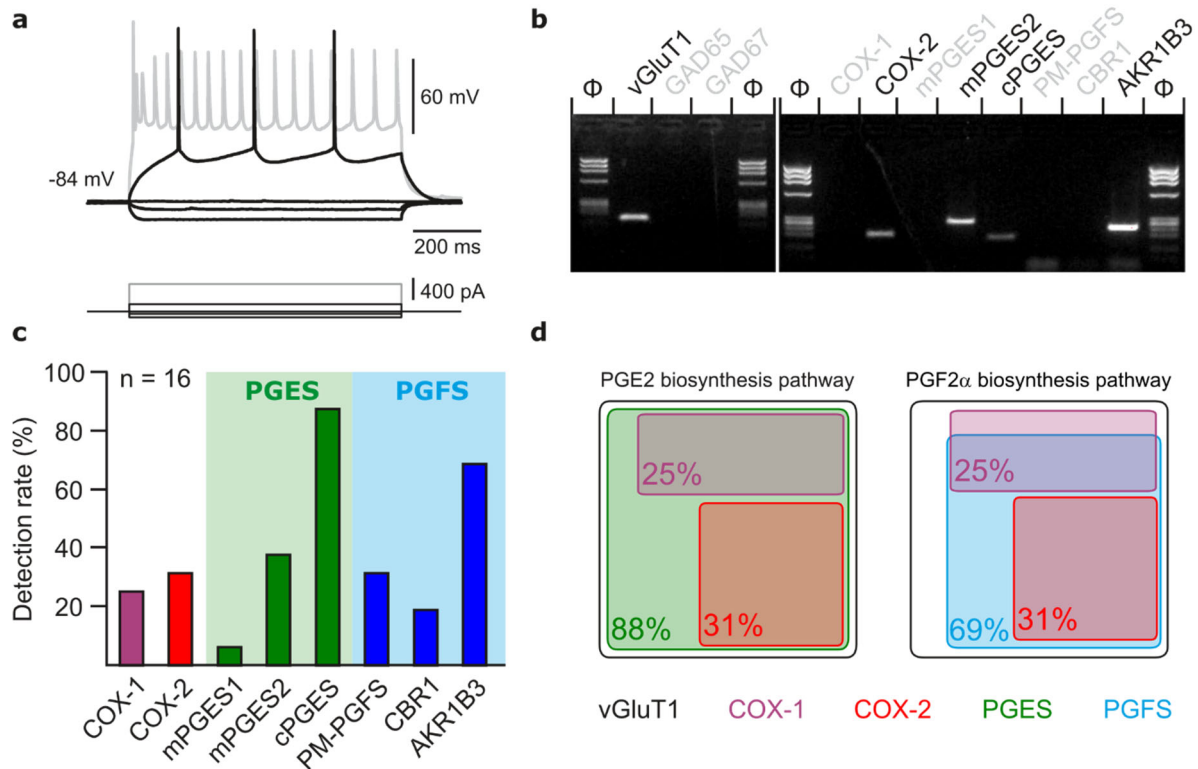 a
60 mV
-84 mV
200 ms
400 pA
b
Φ
vGluT1
GAD65
GAD67
Φ
Φ
COX-1
COX-2
mPGES1
mPGES2
cPGES
PM-PGFS
CBR1
AKR1B3
Φ
c
n = 16
PGES
PGFS
Detection rate (%)
100
80
60
40
20
COX-1
COX-2
mPGES1
mPGES2
cPGES
PM-PGFS
CBR1
AKR1B3
d
PGE2 biosynthesis pathway
25%
88%
31%
PGF2α biosynthesis pathway
25%
69%
31%
vGluT1 COX-1 COX-2 PGES PGFS